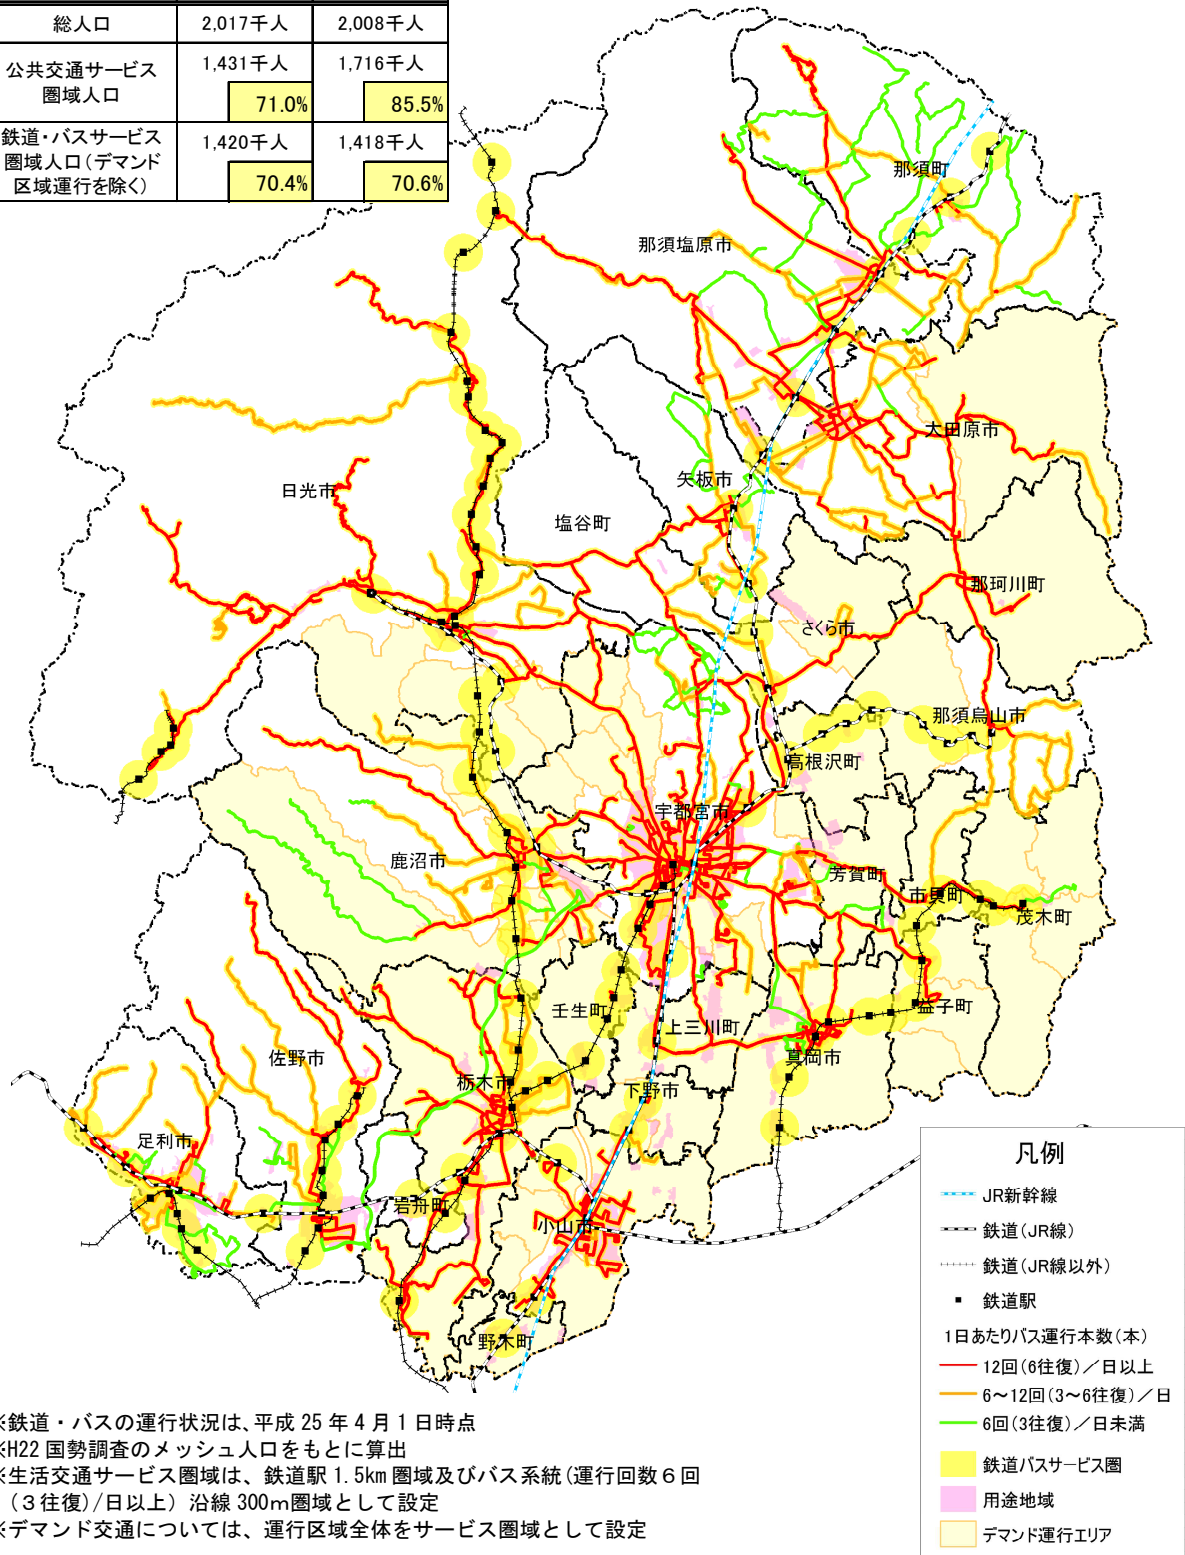 総人口 2,017千人 2,008千人
公共交通サービス
圏域人口
1,431千人 1,716千人
71.0% 85.5%
鉄道・バスサービス
圏域人口(デマンド
区域運行を除く)
1,420千人 1,418千人
70.4% 70.6%
那須町
那須塩原市
大田原市
矢板市
日光市
塩谷町
那珂川町
さくら市
那須烏山市
高根沢町
宇都宮市
鹿沼市
芳賀町
市貝町
茂木町
壬生町
益子町
上三川町
真岡市
佐野市
栃木市
下野市
足利市
岩舟町
小山市
野木町
凡例
JR新幹線
鉄道(JR線)
鉄道(JR線以外)
鉄道駅
1日あたりバス運行本数(本)
12回(6往復)/日以上
6~12回(3~6往復)/日
6回(3往復)/日未満
鉄道バスサービス圏
用途地域
デマンド運行エリア
※鉄道・バスの運行状況は、平成 25 年 4 月 1 日時点
※H22 国勢調査のメッシュ人口をもとに算出
※生活交通サービス圏域は、鉄道駅 1.5km 圏域及びバス系統(運行回数6回
(3往復)/日以上) 沿線 300m圏域として設定
※デマンド交通については、運行区域全体をサービス圏域として設定